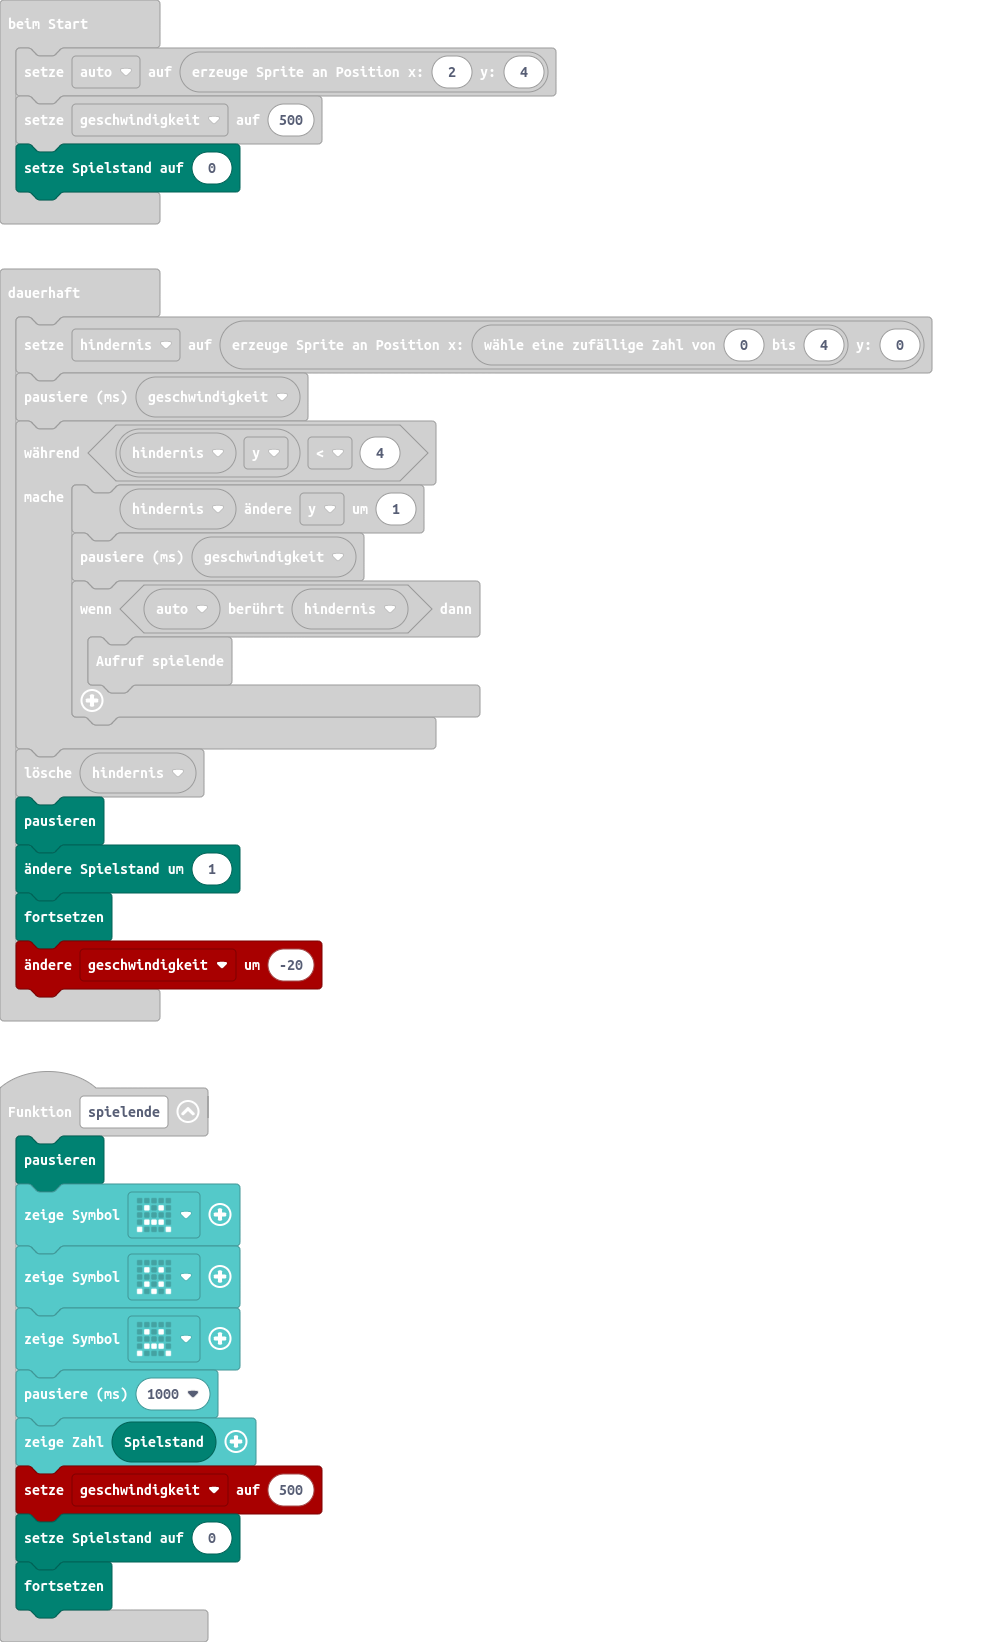 beim Start
setze auto auf erzeuge Sprite an Position x: 2 y: 4
setze geschwindigkeit auf 500
setze Spielstand auf 0
dauerhaft
setze hindernis auf erzeuge Sprite an Position x: wähle eine zufällige Zahl von 0 bis 4 y: 0
pausiere (ms) geschwindigkeit
während hindernis y < 4
mache
hindernis ändere y um 1
pausiere (ms) geschwindigkeit
wenn auto berührt hindernis dann
Aufruf spielende
lösche hindernis
pausieren
ändere Spielstand um 1
fortsetzen
ändere geschwindigkeit um -20
Funktion spielende
pausieren
zeige Symbol
zeige Symbol
zeige Symbol
pausiere (ms) 1000
zeige Zahl Spielstand
setze geschwindigkeit auf 500
setze Spielstand auf 0
fortsetzen